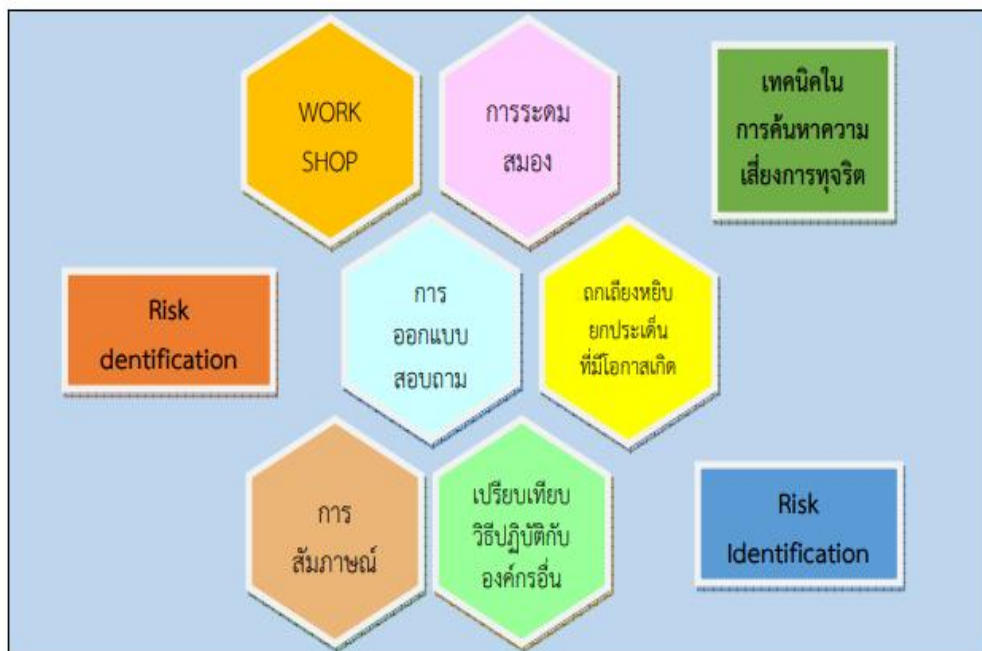 WORK
SHOP
การระดม
สมอง
เทคนิคใน
การค้นหาความ
เสี่ยงการทุจริต
Risk
dentification
การ
ออกแบบ
สอบถาม
ถกเถียงหยิบ
ยกประเด็น
ที่มีโอกาสเกิด
การ
สัมภาษณ์
เปรียบเทียบ
วิธีปฏิบัติกับ
องค์กรอื่น
Risk
Identification